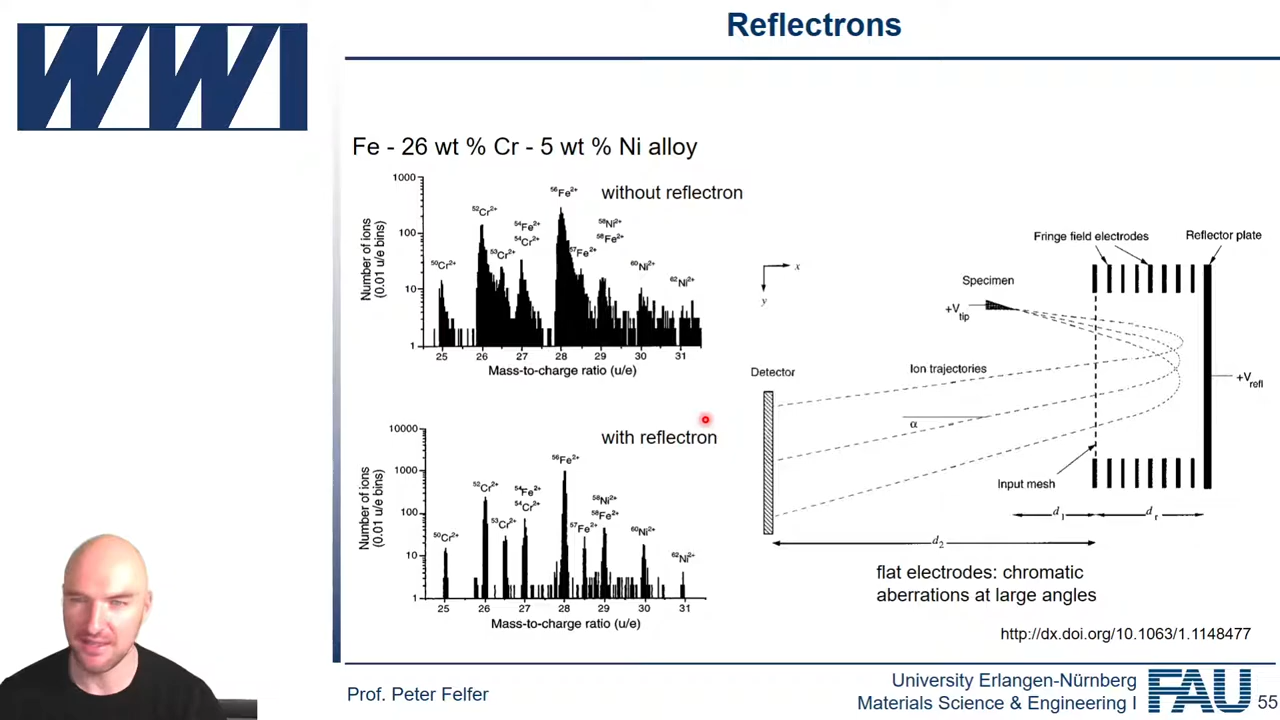 Reflectrons
WWI
Fe - 26 wt % Cr - 5 wt % Ni alloy
without reflectron
Number of ions
(0.01 u/e bins)
1000
100
10
1
50Cr2+
52Cr2+
53Cr2+
54Fe2+
54Cr2+
56Fe2+
57Fe2+
58Ni2+
58Fe2+
60Ni2+
62Ni2+
25 26 27 28 29 30 31
Mass-to-charge ratio (u/e)
with reflectron
Number of ions
(0.01 u/e bins)
10000
1000
100
10
1
50Cr2+
52Cr2+
53Cr2+
54Fe2+
54Cr2+
56Fe2+
57Fe2+
58Ni2+
58Fe2+
60Ni2+
62Ni2+
25 26 27 28 29 30 31
Mass-to-charge ratio (u/e)
x
y
Fringe field electrodes
Reflector plate
Specimen
+Vtip
Detector
Ion trajectories
α
+Vrefl
Input mesh
d1
dr
d2
flat electrodes: chromatic
aberrations at large angles
http://dx.doi.org/10.1063/1.1148477
Prof. Peter Felfer
University Erlangen-Nürnberg
Materials Science & Engineering I
FAU
55